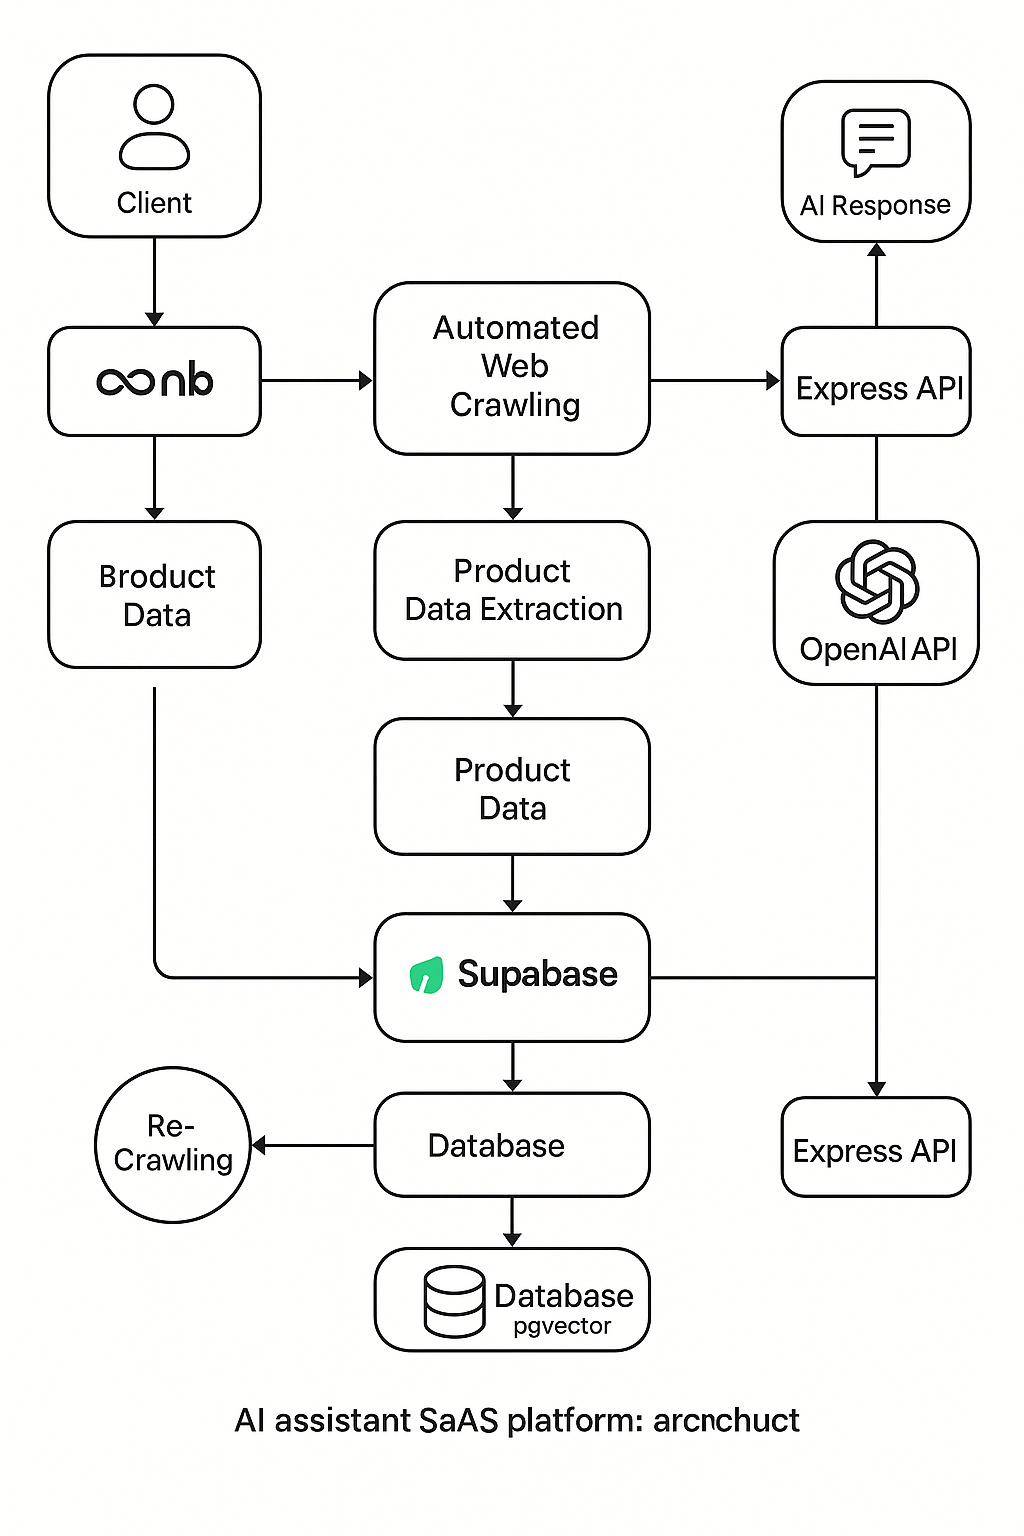 Client
AI Response
Automated
Web
Crawling
nb
Express API
Broduct
Data
Product
Data Extraction
OpenAI API
Product
Data
Supabase
Re-
Crawling
Database
Express API
Database
pgvector
AI assistant SaAS platform: arcnchuct